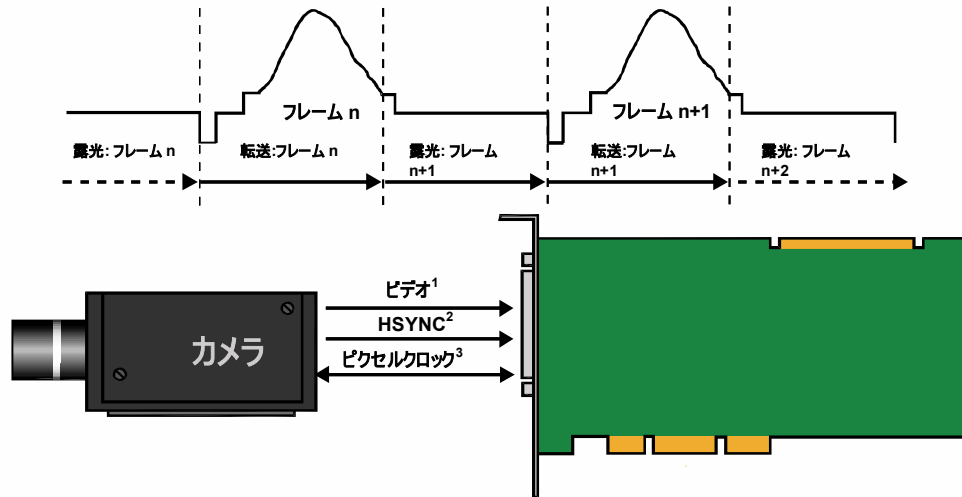 フレーム n
フレーム n+1
露光: フレーム n
転送:フレーム n
露光: フレーム
n+1
転送:フレーム
n+1
露光: フレーム
n+2
ビデオ1
HSYNC2
ピクセルクロック3
カメラ